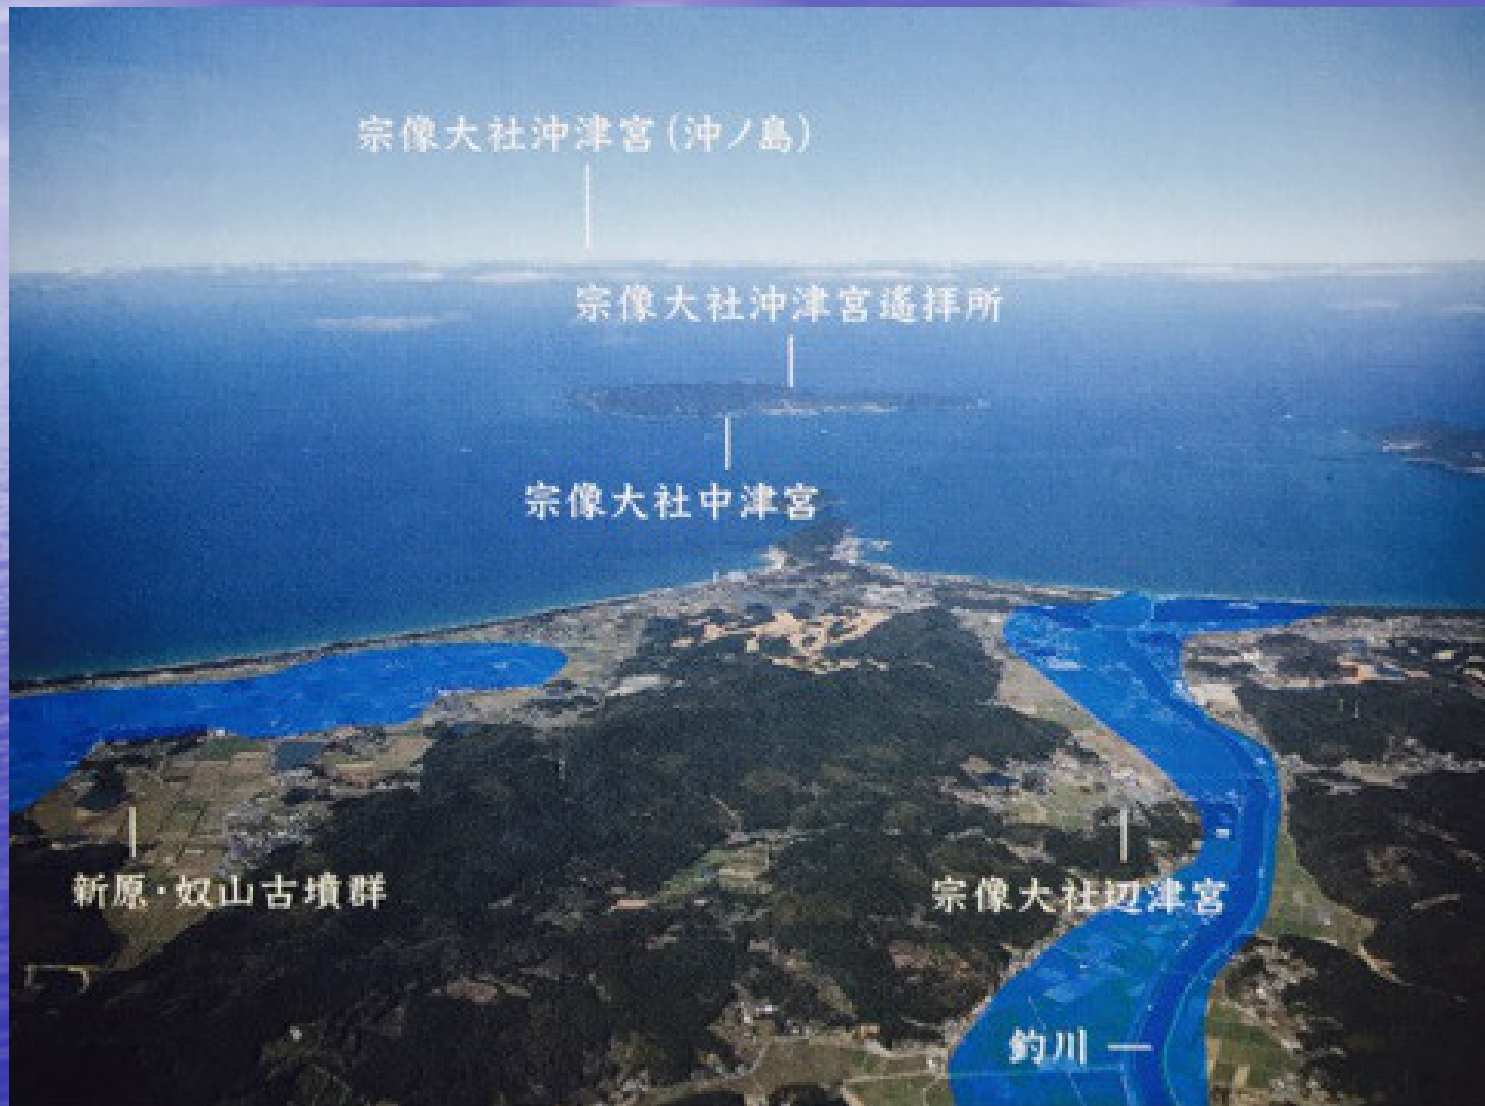 宗像大社沖津宮(沖ノ島)
宗像大社沖津宮遙拝所
宗像大社中津宮
新原・奴山古墳群
宗像大社辺津宮
釣川